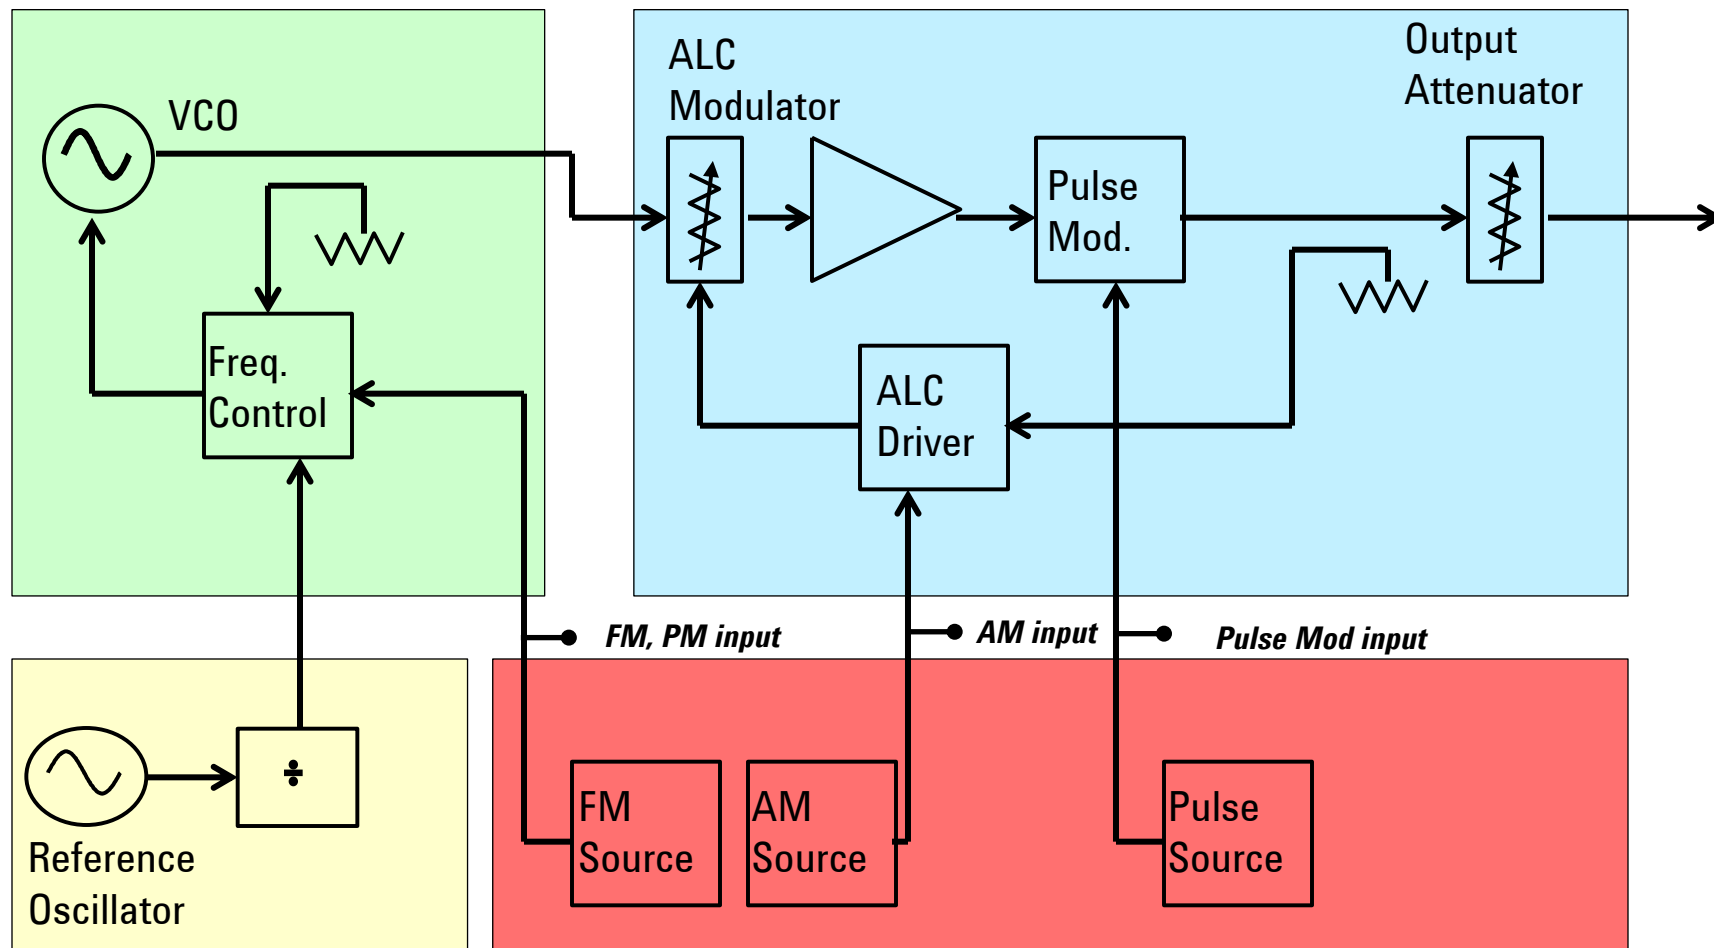 VCO
ALC
Modulator
Output
Attenuator
Pulse
Mod.
Freq.
Control
ALC
Driver
FM, PM input
AM input
Pulse Mod input
÷
Reference
Oscillator
FM
Source
AM
Source
Pulse
Source